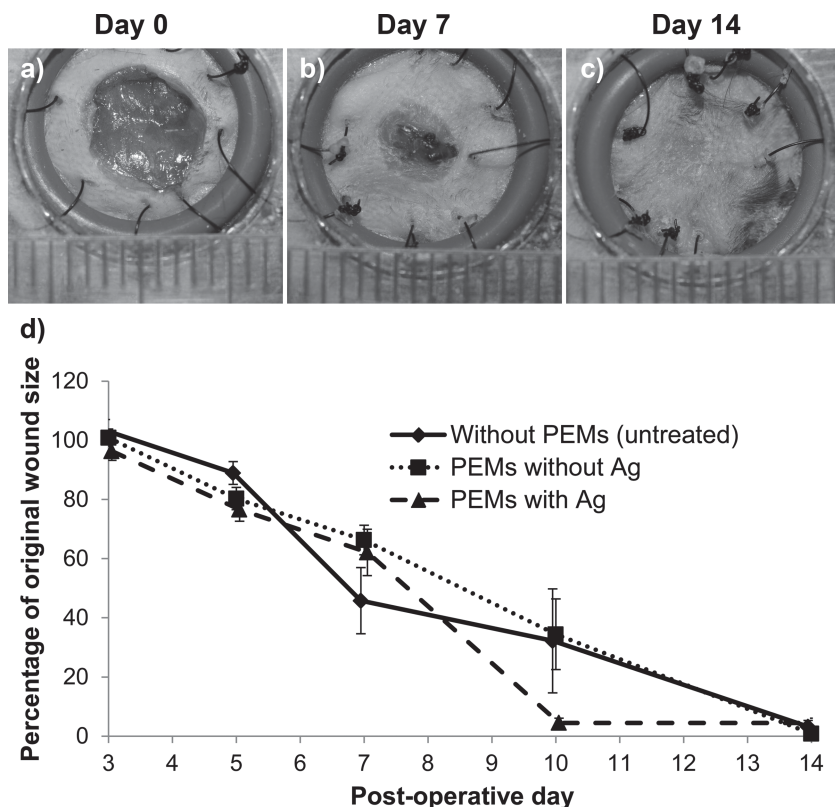 Day 0
Day 7
Day 14
a)
b)
c)
d)
Percentage of original wound size
120
100
80
60
40
20
0
Without PEMs (untreated)
PEMs without Ag
PEMs with Ag
3 4 5 6 7 8 9 10 11 12 13 14
Post-operative day